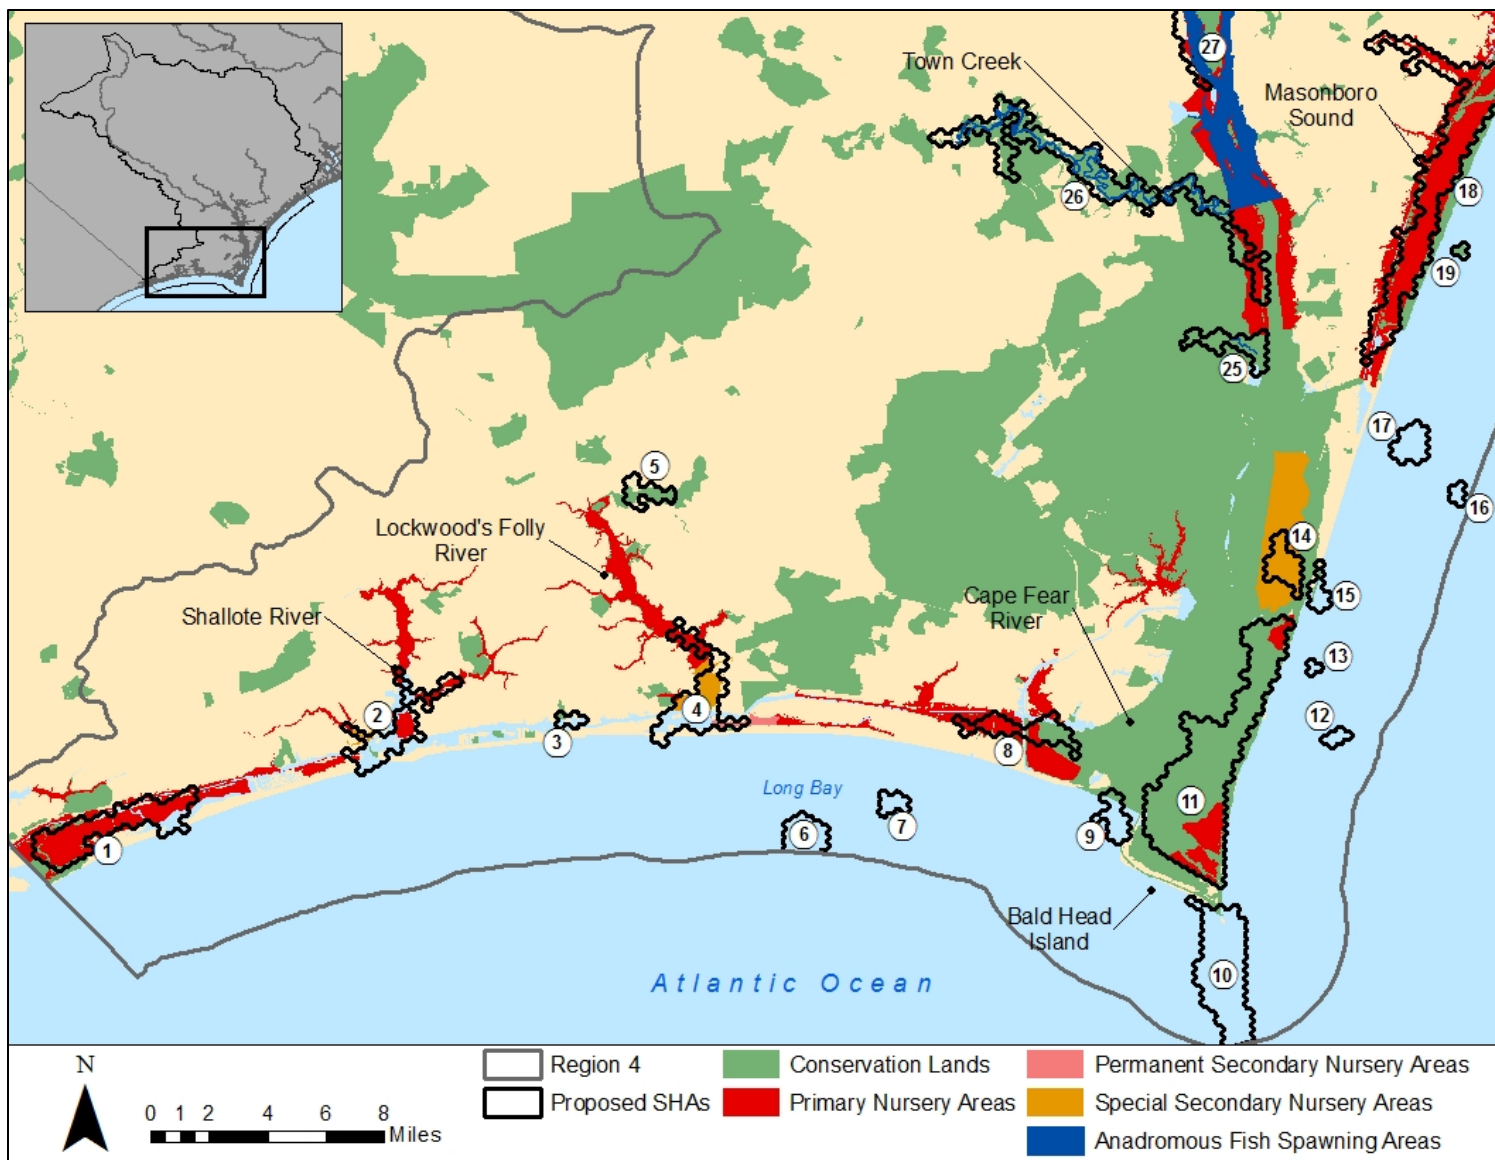 27
Town Creek
Masonboro
Sound
26
18
19
25
17
5
16
Lockwood's Folly
River
14
Cape Fear
River
15
Shallote River
13
2
4
12
3
8
Long Bay
11
1
6
7
9
Bald Head
Island
10
Atlantic Ocean
N
0 1 2 4 6 8
Miles
Region 4
Proposed SHAs
Conservation Lands
Primary Nursery Areas
Permanent Secondary Nursery Areas
Special Secondary Nursery Areas
Anadromous Fish Spawning Areas